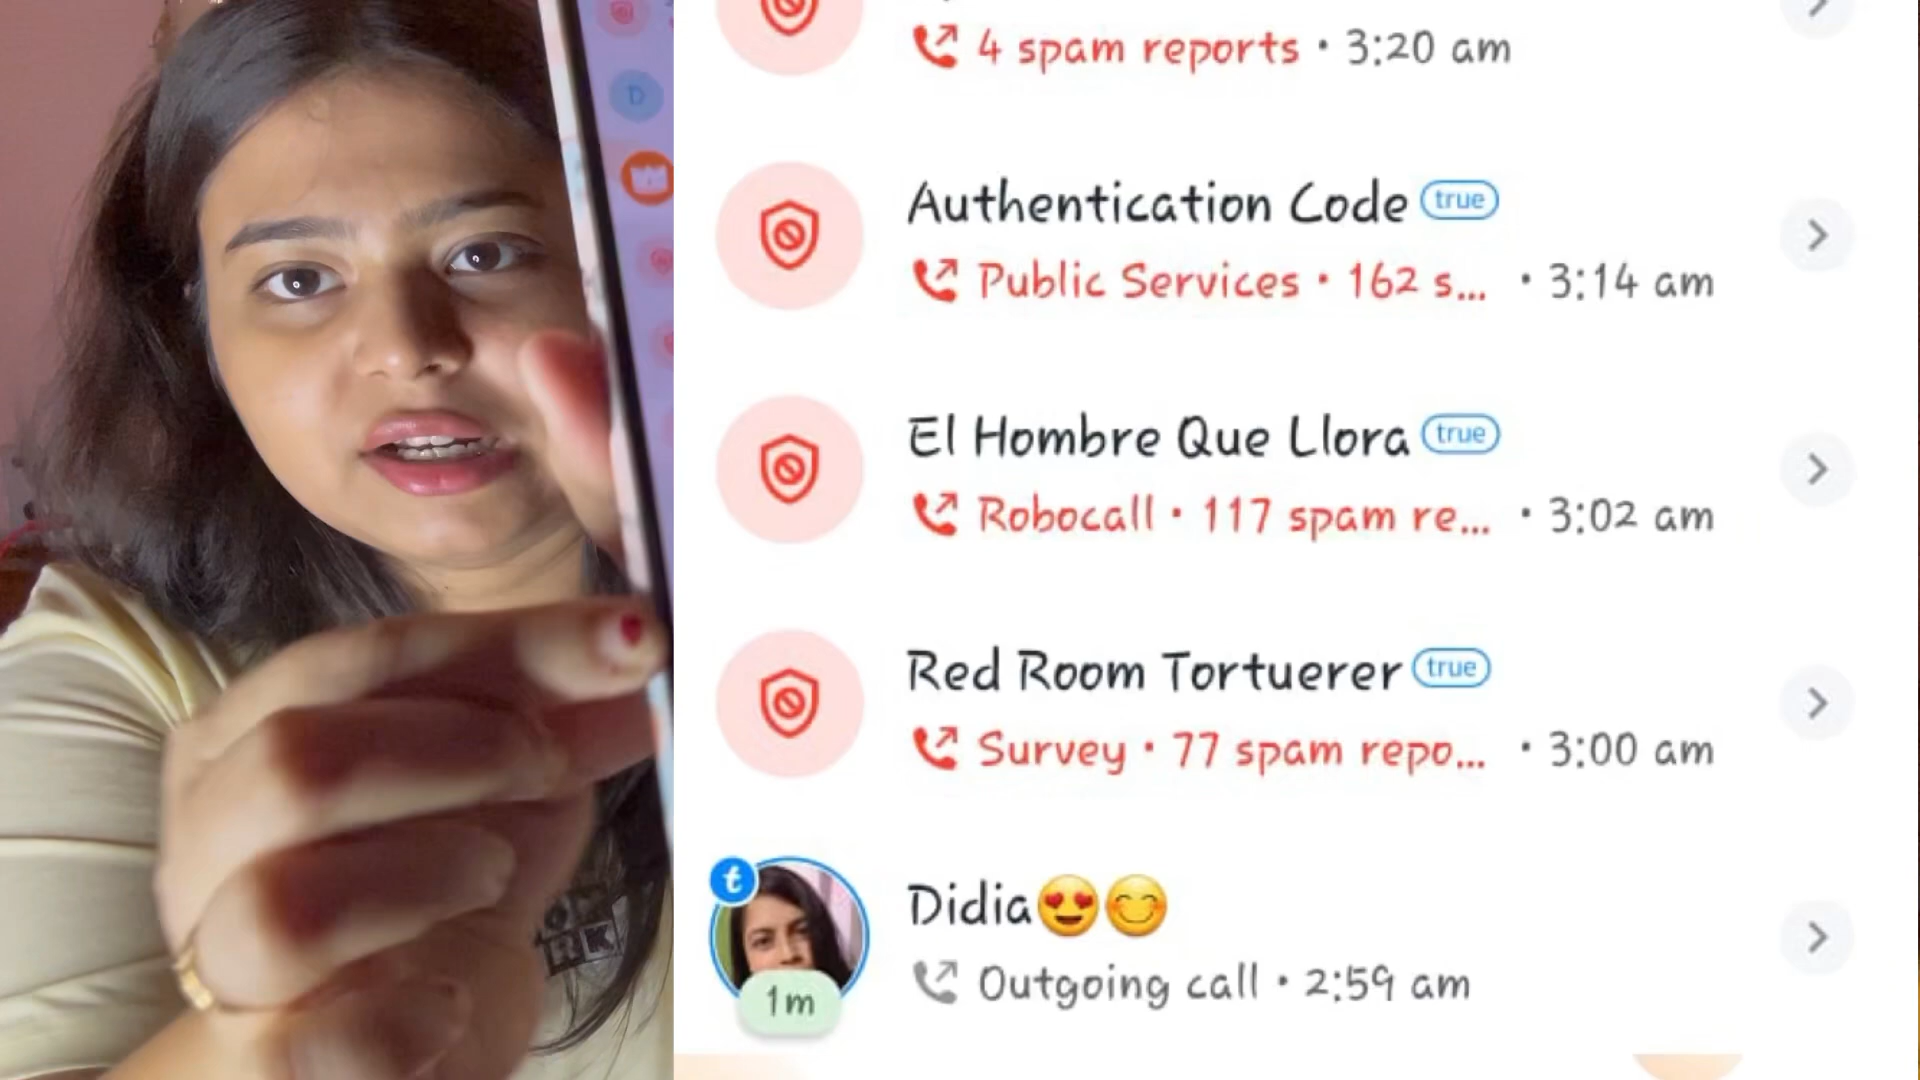 4 spam reports • 3:20 am
Authentication Code true
Public Services • 162 s... • 3:14 am
El Hombre Que Llora true
Robocall • 117 spam re... • 3:02 am
Red Room Tortuerer true
Survey • 77 spam repo... • 3:00 am
t
Didia😍😊
1m
Outgoing call • 2:59 am
D